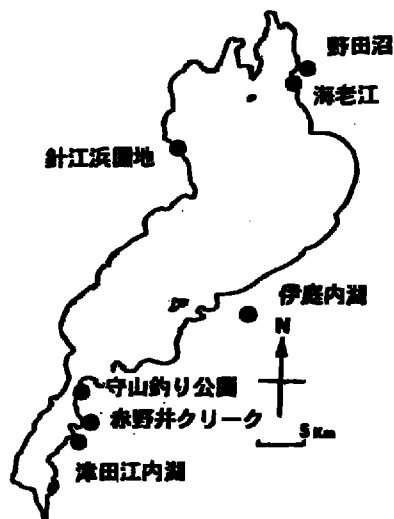 野田沼
海老江
針江浜園地
伊庭内湖
N
守山釣り公園
赤野井クリーク
5Km
津田江内湖